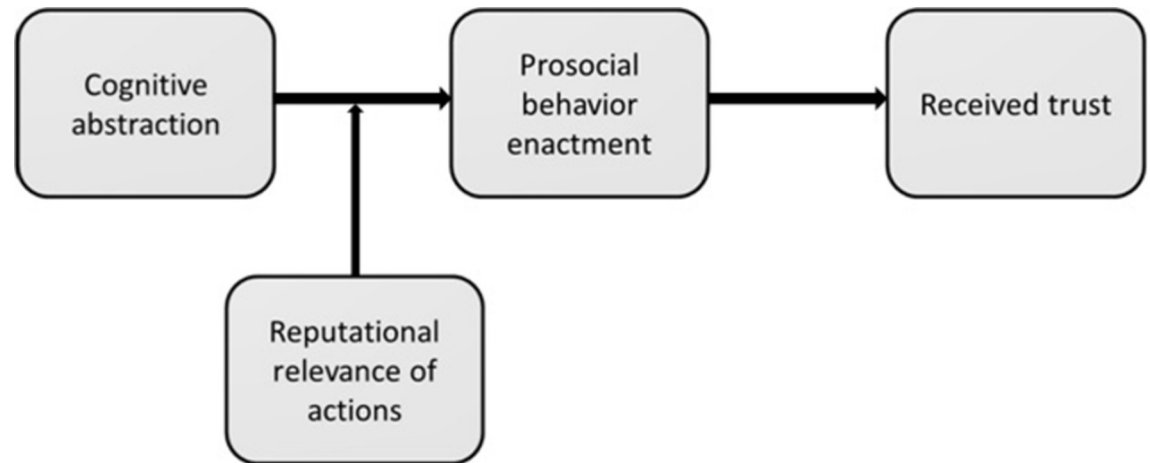 Cognitive
abstraction
Prosocial
behavior
enactment
Received trust
Reputational
relevance of
actions